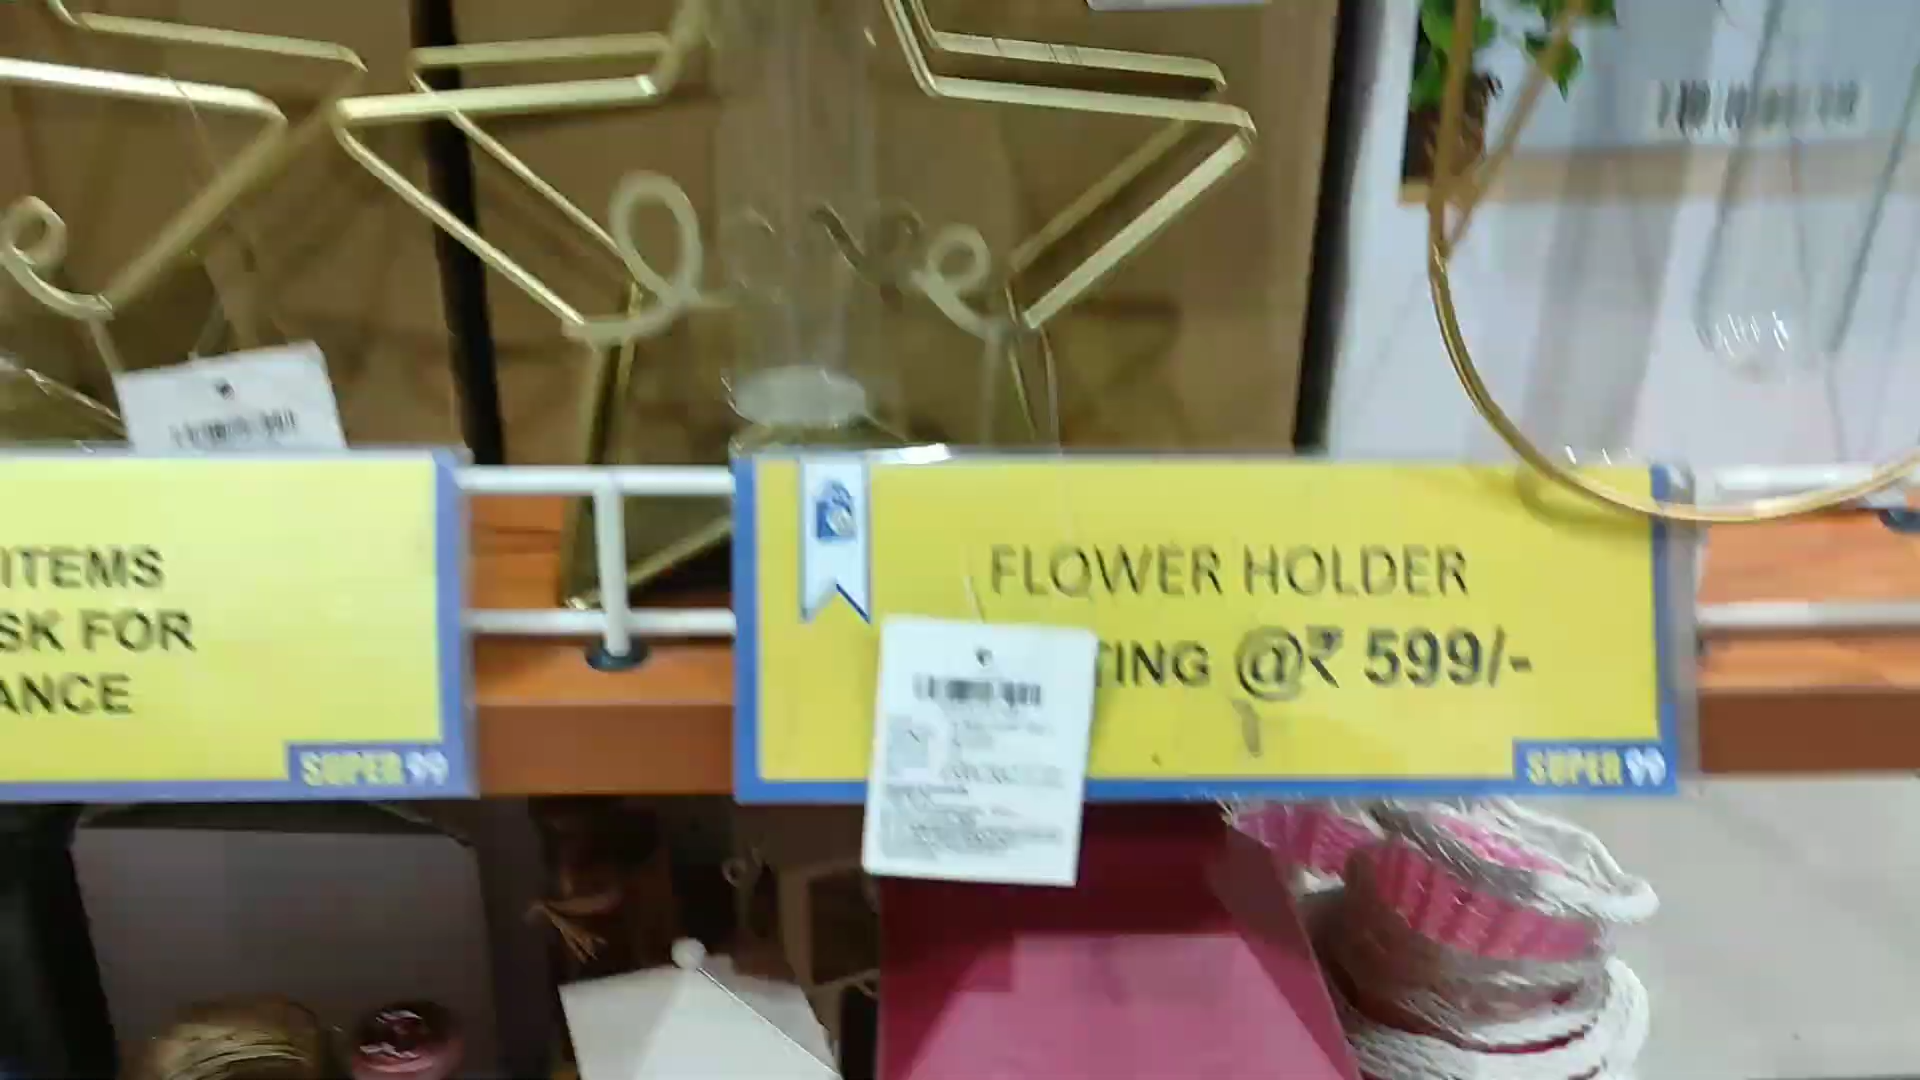 ITEMS
SK FOR
ANCE
SUPER 99
FLOWER HOLDER
TING @₹ 599/-
SUPER 99